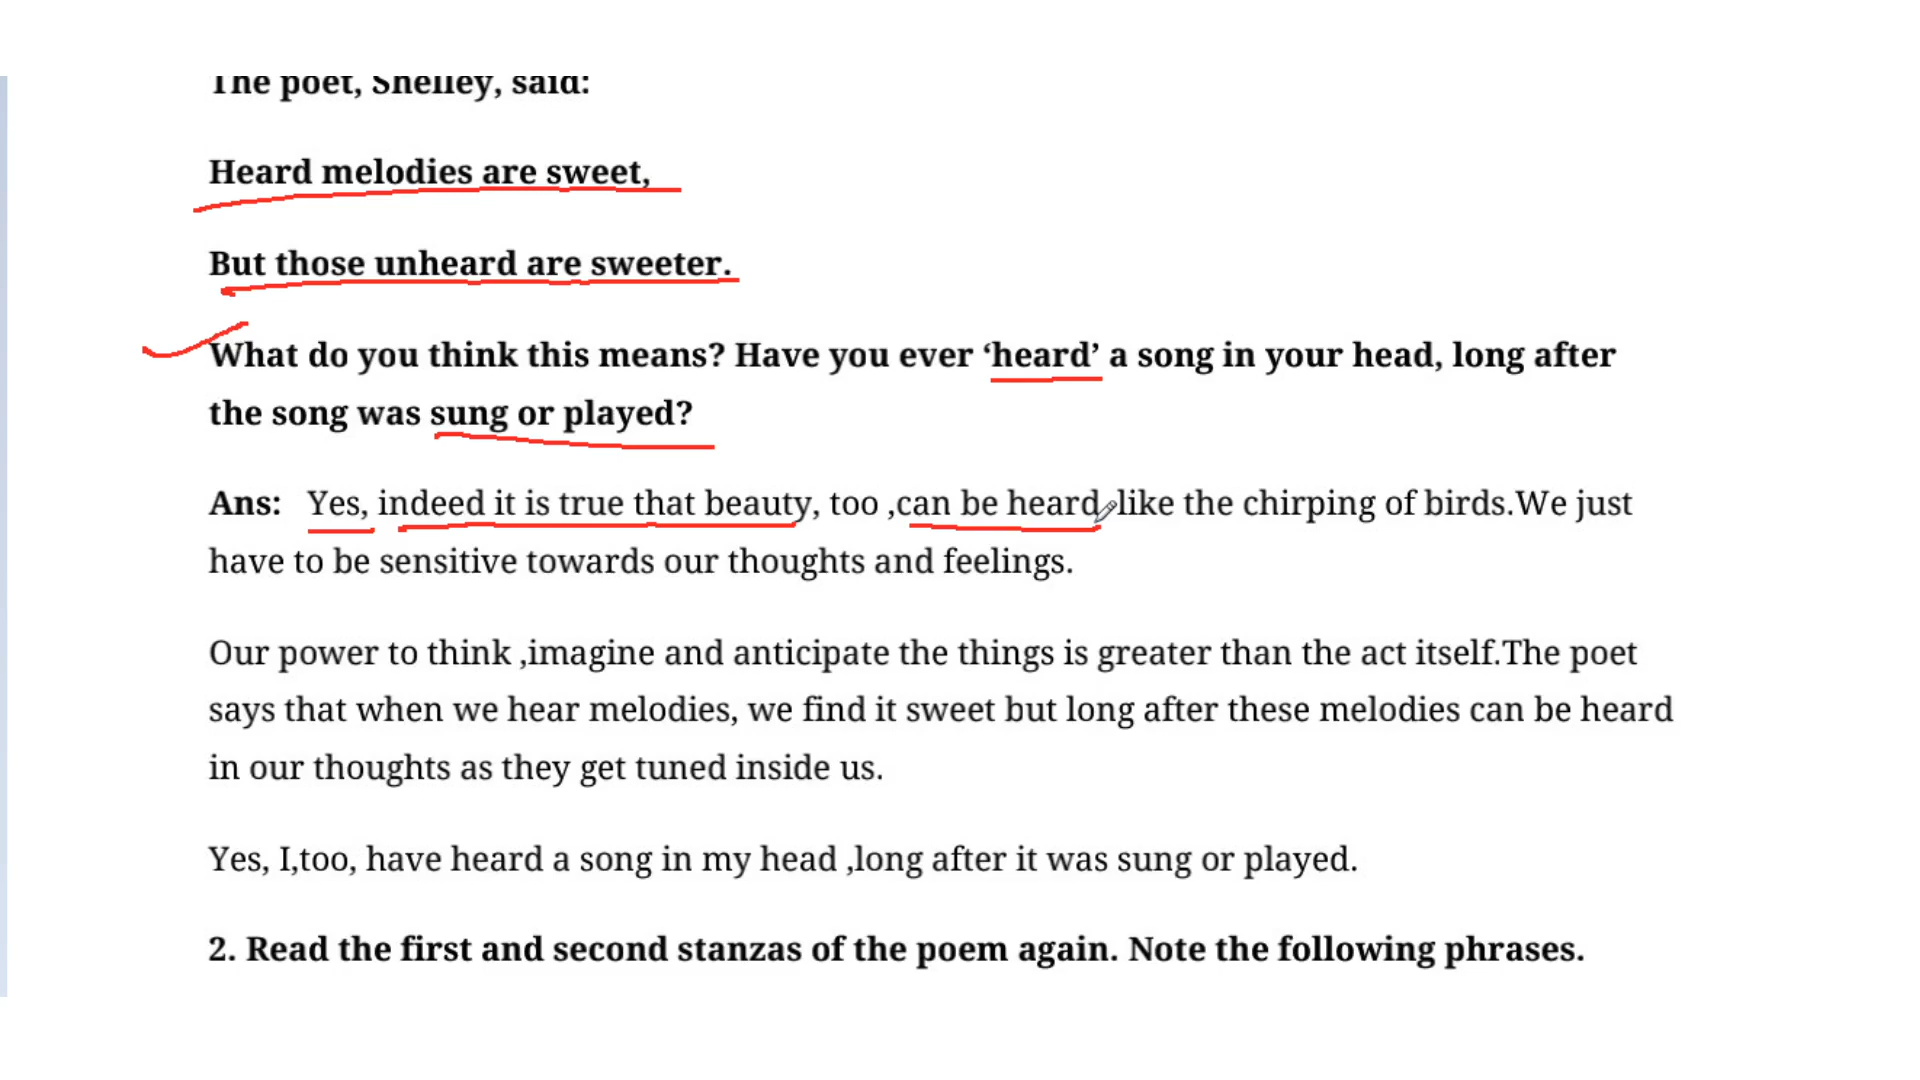 The poet, Shelley, said:
Heard melodies are sweet,
But those unheard are sweeter.
What do you think this means? Have you ever ‘heard’ a song in your head, long after
the song was sung or played?
Ans: Yes, indeed it is true that beauty, too ,can be heard,like the chirping of birds.We just
have to be sensitive towards our thoughts and feelings.
Our power to think ,imagine and anticipate the things is greater than the act itself.The poet
says that when we hear melodies, we find it sweet but long after these melodies can be heard
in our thoughts as they get tuned inside us.
Yes, I,too, have heard a song in my head ,long after it was sung or played.
2. Read the first and second stanzas of the poem again. Note the following phrases.